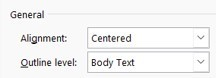 General
Alignment: Centered
Outline level: Body Text